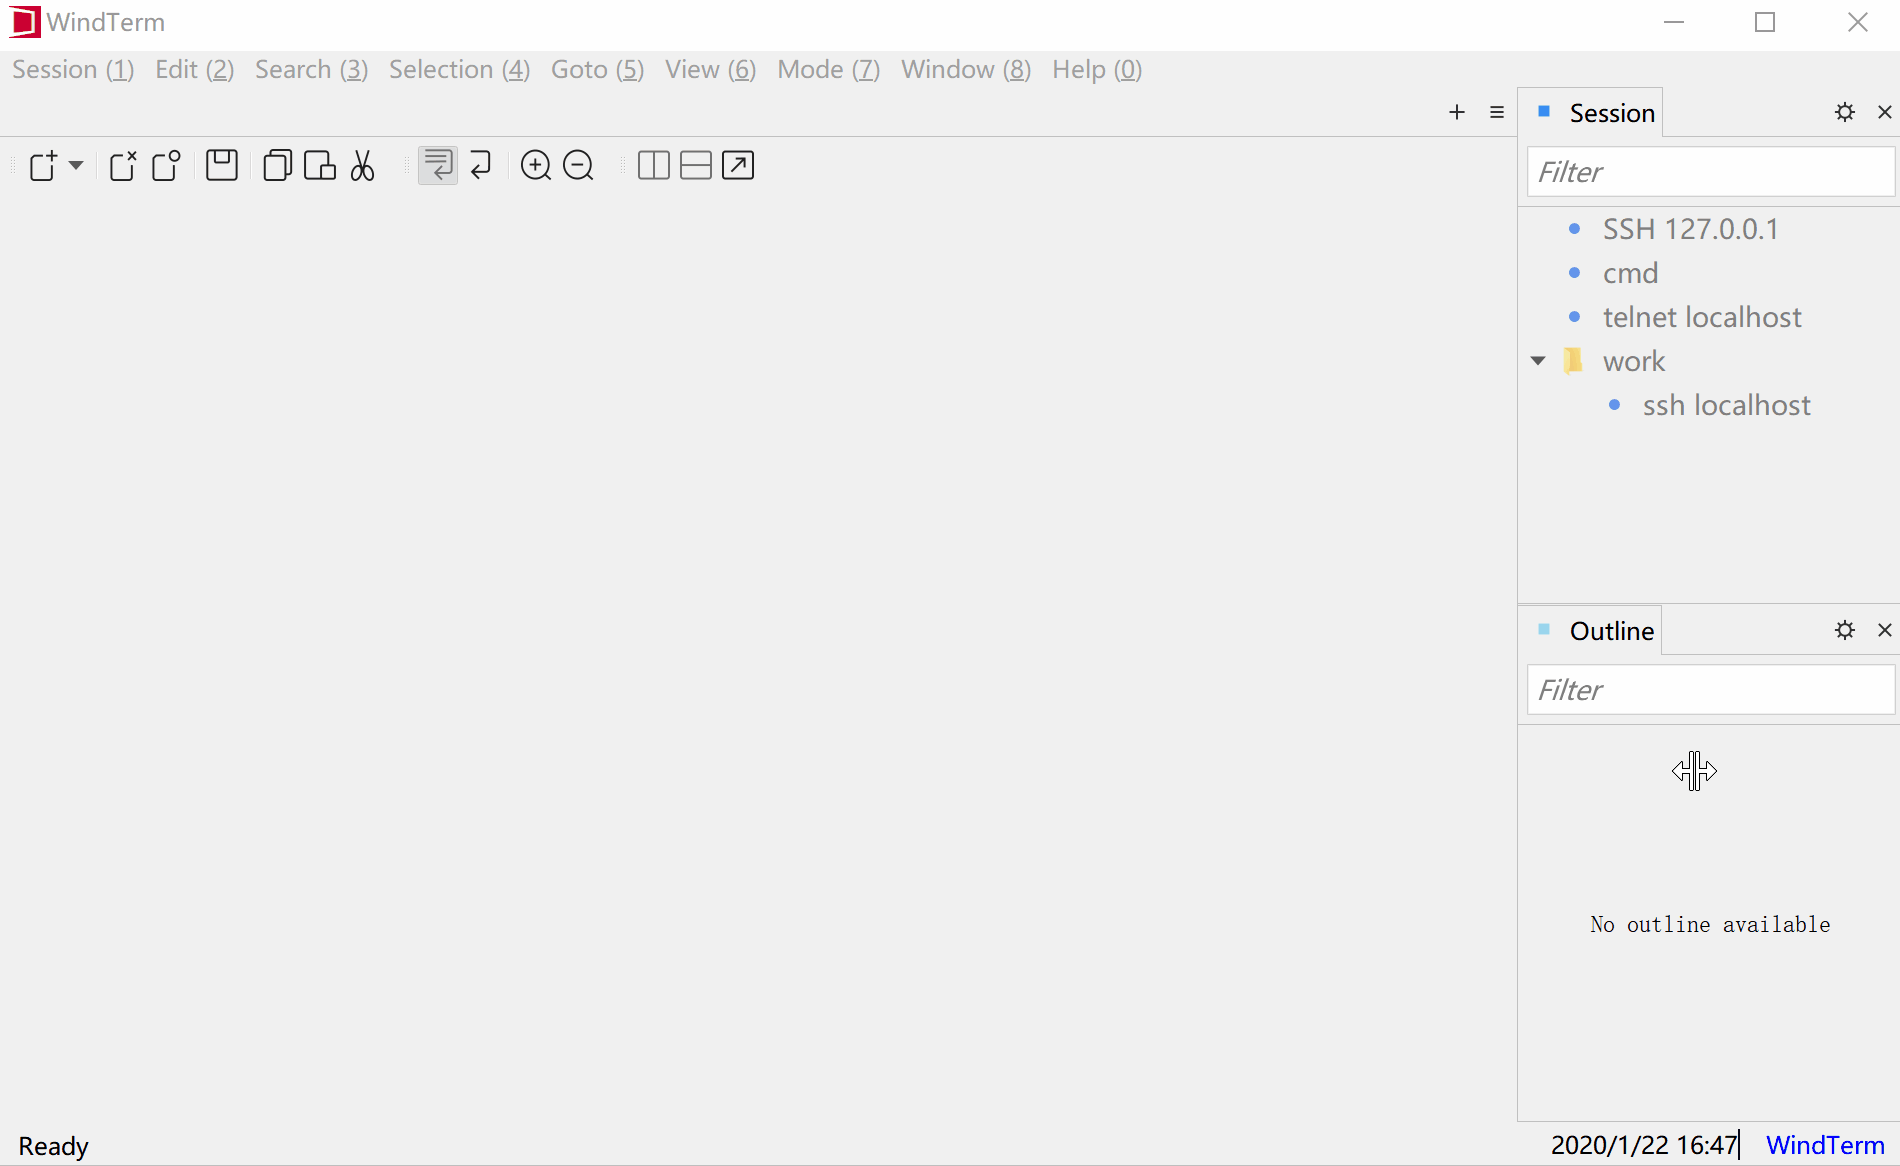 WindTerm
Session (1) Edit (2) Search (3) Selection (4) Goto (5) View (6) Mode (7) Window (8) Help (0)
Session
Filter
SSH 127.0.0.1
cmd
telnet localhost
work
ssh localhost
Outline
Filter
No outline available
Ready
2020/1/22 16:47
WindTerm